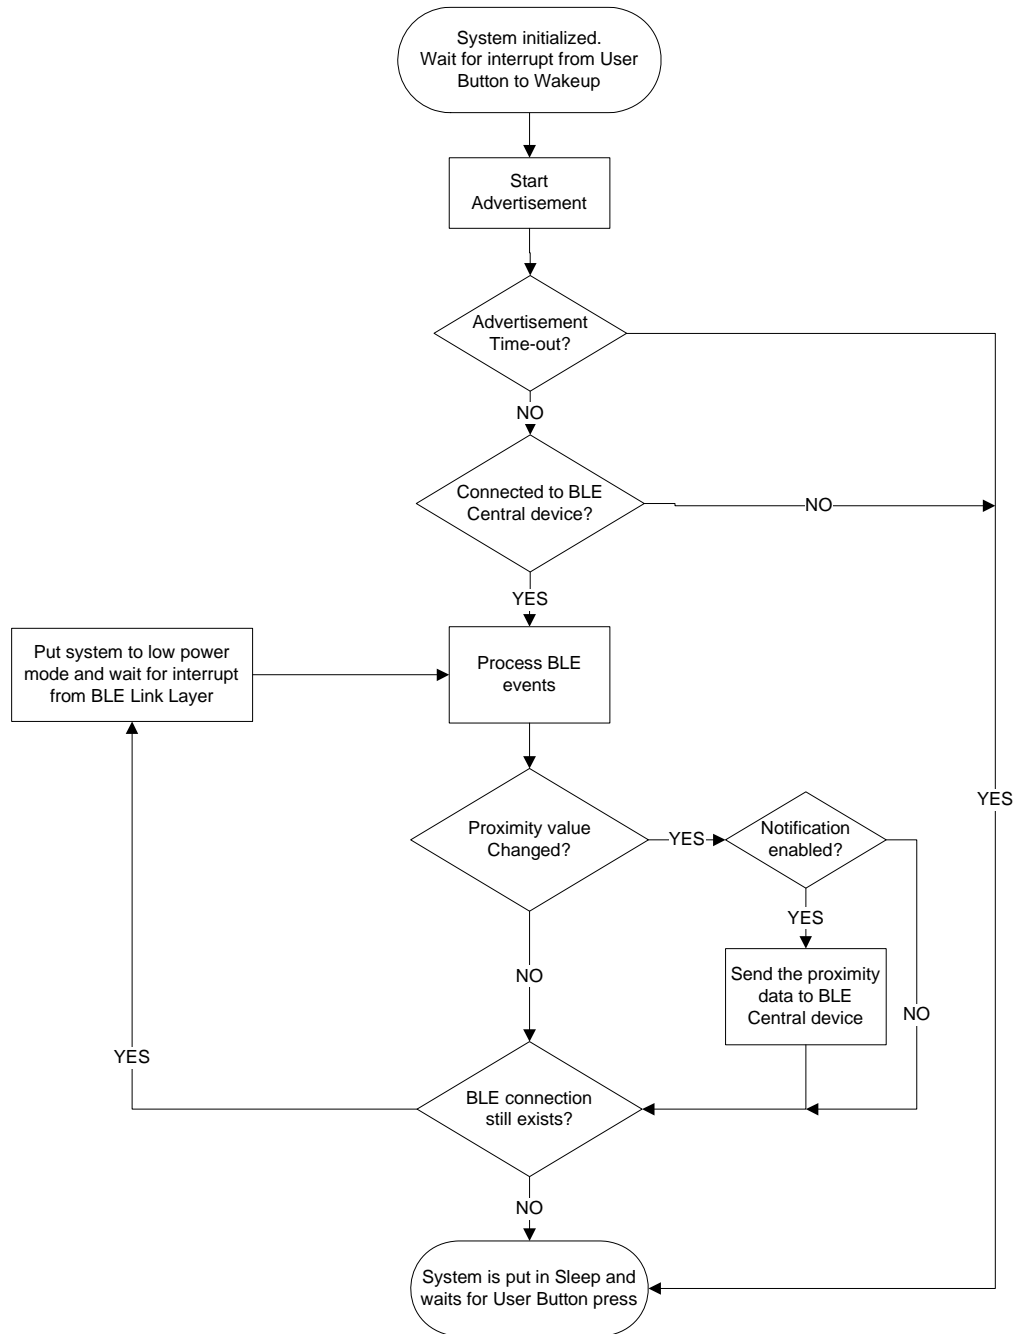 System initialized.
Wait for interrupt from User
Button to Wakeup
Start
Advertisement
Advertisement
Time-out?
NO
Connected to BLE
Central device?
NO
YES
Put system to low power
mode and wait for interrupt
from BLE Link Layer
Process BLE
events
YES
Proximity value
Changed?
YES
Notification
enabled?
YES
Send the proximity
data to BLE
Central device
NO
NO
YES
BLE connection
still exists?
NO
System is put in Sleep and
waits for User Button press